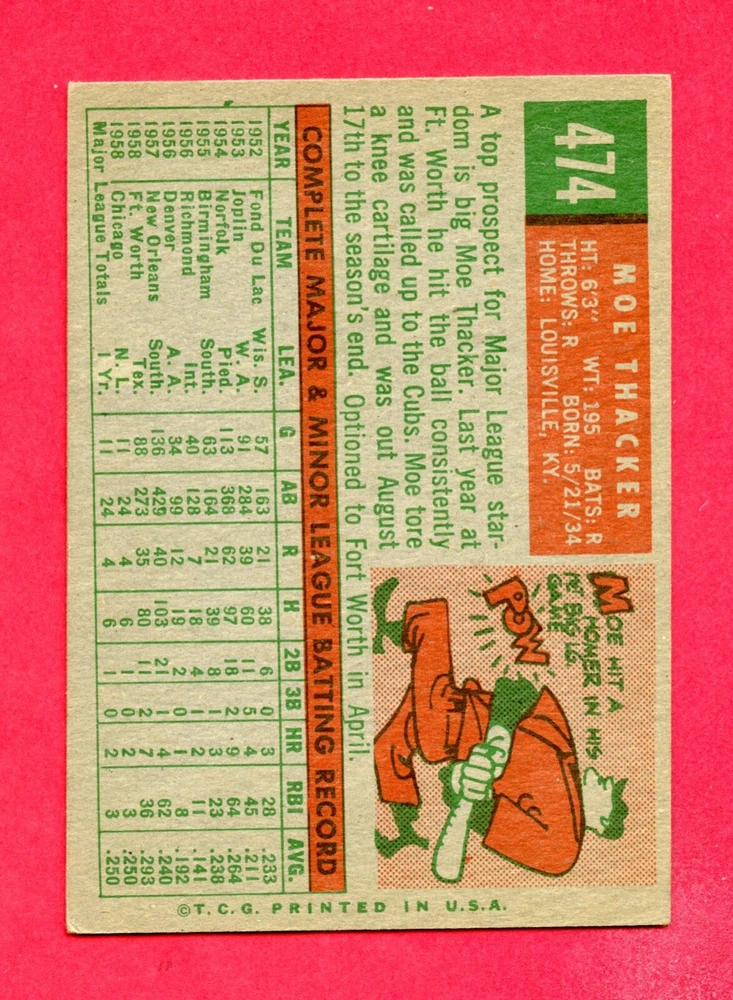 474
MOE THACKER
HT: 6'3" WT: 195 BATS: R
THROWS: R BORN: 5/21/34
HOME: LOUISVILLE, KY.
A top prospect for Major League star-
dom is big Moe Thacker. Last year at
Ft. Worth he hit the ball consistently
and was called up to the Cubs. Moe tore
a knee cartilage and was out August
17th to the season's end. Optioned to Fort Worth in April.
MOE HIT A
HOMER IN HIS
1ST BIG LG
GAME
POW
COMPLETE MAJOR & MINOR LEAGUE BATTING RECORD
YEAR TEAM LEA. G AB R H 2B 3B HR RBI AVG.
1952 Fond Du Lac Wis. S. 57 163 21 38 6 0 3 28 .233
1953 Joplin W. A. 91 284 39 60 11 5 4 45 .211
1954 Norfolk Pied. 113 368 62 97 18 2 9 64 .264
1955 Birmingham South. 63 164 21 39 8 1 3 23 .238
1956 Richmond Int. 40 128 7 18 4 1 2 11 .141
1956 Denver A. A. 34 99 12 19 1 0 1 8 .192
1957 New Orleans South. 136 429 40 103 21 1 4 62 .240
1958 Ft. Worth Tex. 88 273 35 80 11 2 7 36 .293
1958 Chicago N. L. 11 24 4 6 1 0 2 3 .250
Major League Totals 1 Yr. 11 24 4 6 1 0 2 3 .250
©T.C.G. PRINTED IN U.S.A.